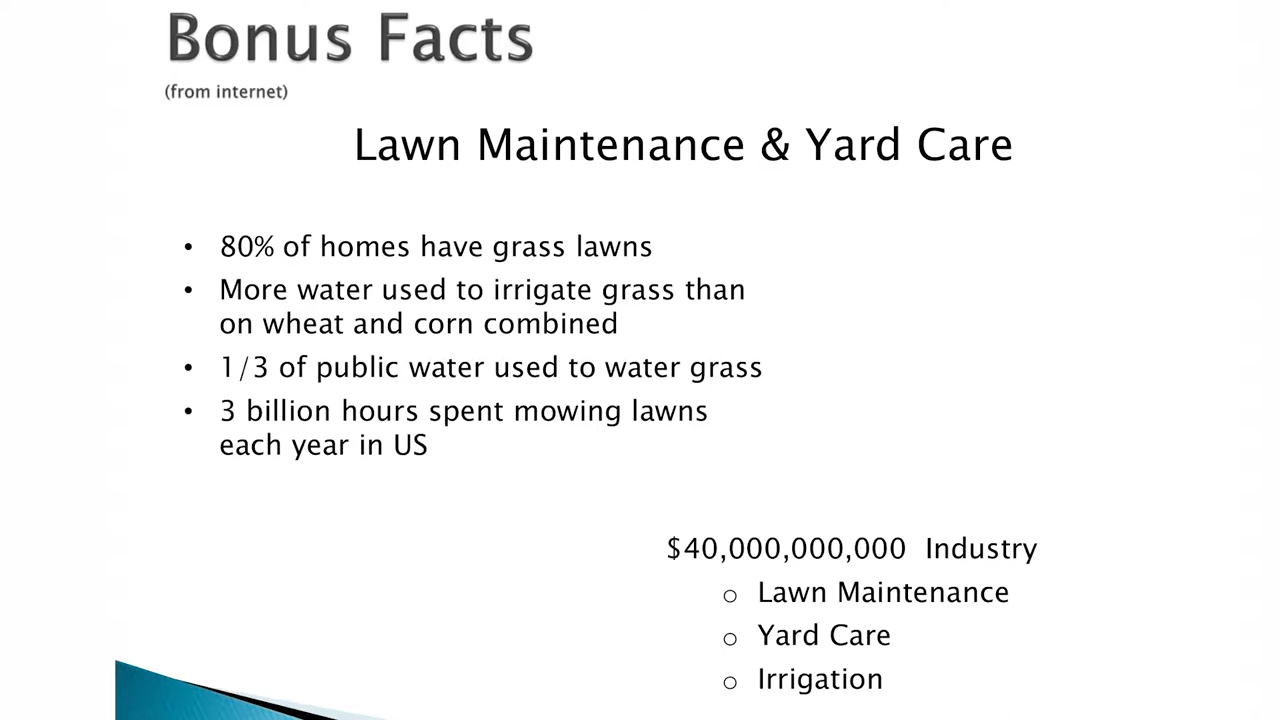 Bonus Facts
(from internet)
Lawn Maintenance & Yard Care
• 80% of homes have grass lawns
• More water used to irrigate grass than
on wheat and corn combined
• 1/3 of public water used to water grass
• 3 billion hours spent mowing lawns
each year in US
$40,000,000,000 Industry
o Lawn Maintenance
o Yard Care
o Irrigation